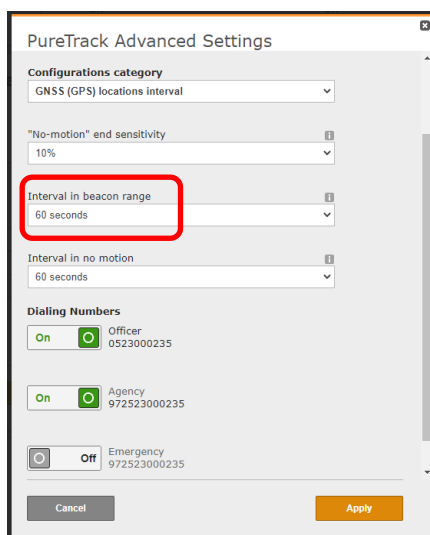 PureTrack Advanced Settings
Configurations category
GNSS (GPS) locations interval
"No-motion" end sensitivity
10%
Interval in beacon range
60 seconds
Interval in no motion
60 seconds
Dialing Numbers
On
Officer
0523000235
On
Agency
972523000235
Off
Emergency
972523000235
Cancel
Apply